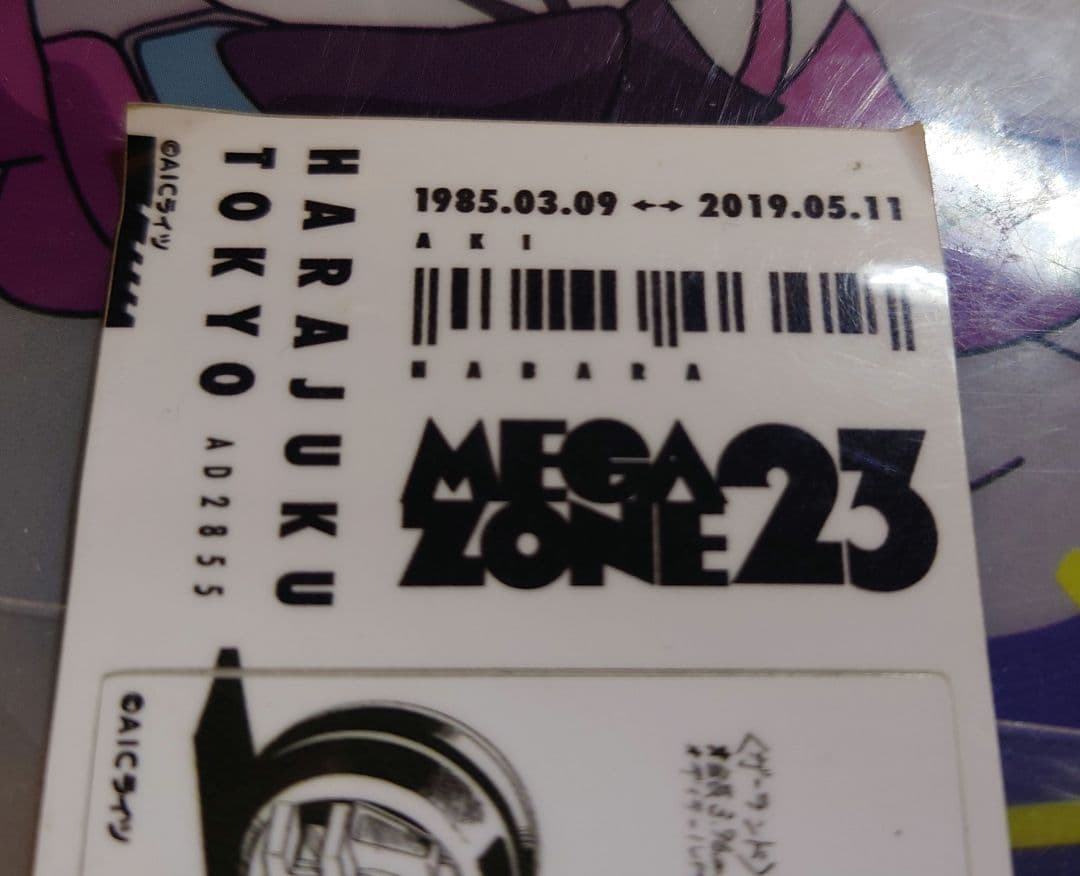 ©AICライツ
HARAJUKU
TOKYO AD2855
1985.03.09 ↔ 2019.05.11
AKI
HABARA
MEGA
ZONE 23
©AICライツ